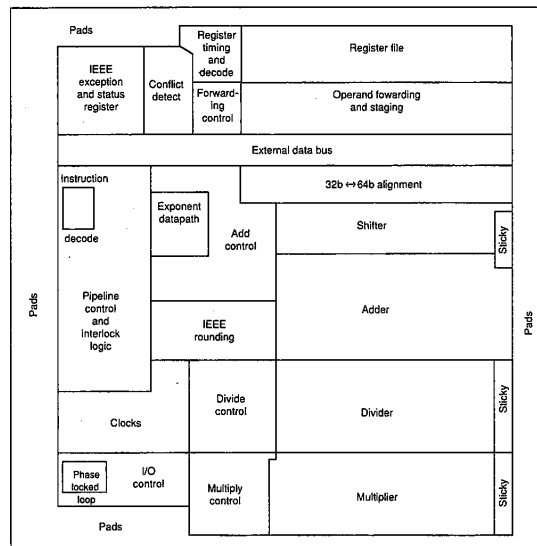 Pads
IEEE
exception
and status
register
Conflict
detect
Register
timing
and
decode
Register file
Forward-
ing
control
Operand fowarding
and staging
External data bus
Instruction
decode
Pipeline
control
and
interlock
logic
Exponent
datapath
Add
control
32b ↔ 64b alignment
Shifter
Sticky
Adder
IEEE
rounding
Pads
Pads
Clocks
Divide
control
Divider
Sticky
Phase
locked
loop
I/O
control
Multiply
control
Multiplier
Sticky
Pads